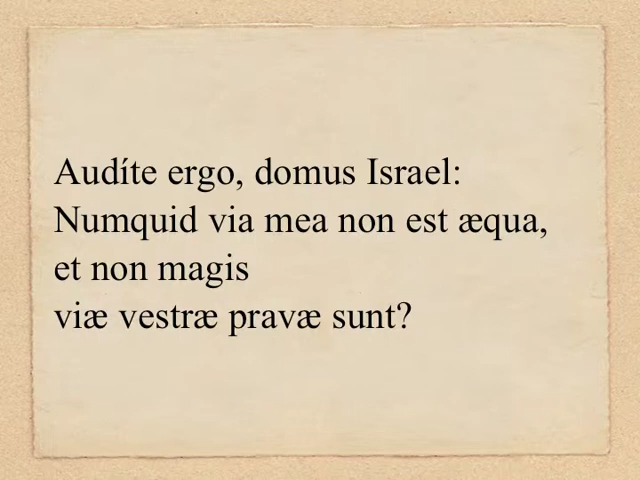 Audíte ergo, domus Israel:
Numquid via mea non est æqua,
et non magis
viæ vestræ pravæ sunt?